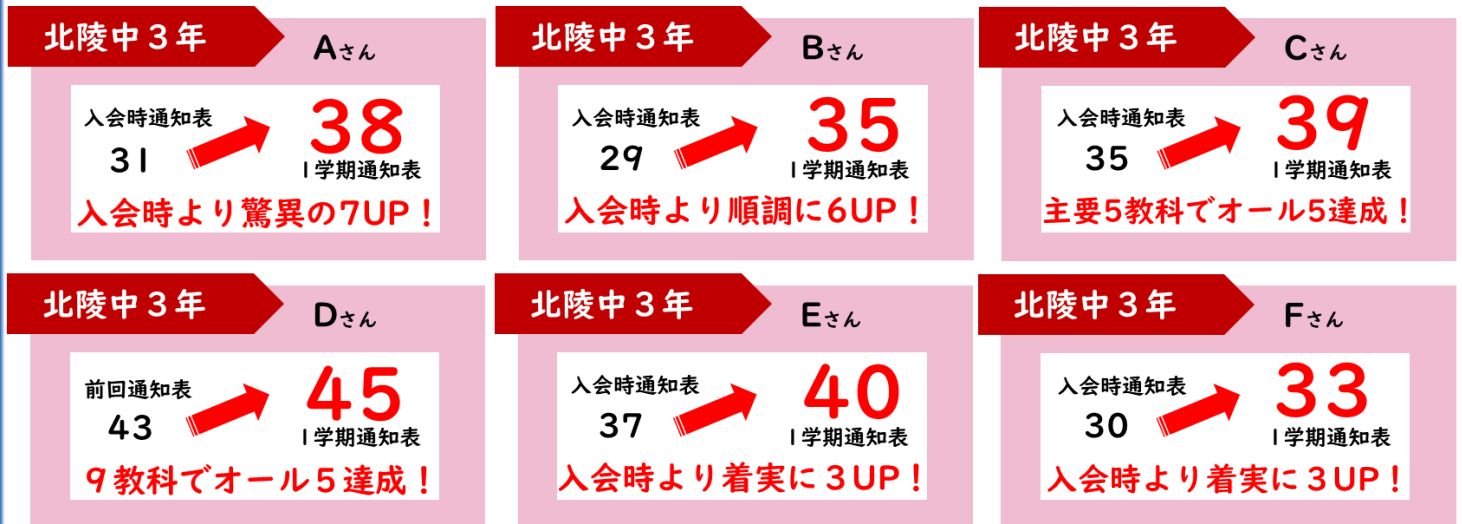 北陵中３年
Aさん
入会時通知表
31
38
1学期通知表
入会時より驚異の7UP！
北陵中３年
Bさん
入会時通知表
29
35
1学期通知表
入会時より順調に6UP！
北陵中３年
Cさん
入会時通知表
35
39
1学期通知表
主要5教科でオール5達成！
北陵中３年
Dさん
前回通知表
43
45
1学期通知表
９教科でオール５達成！
北陵中３年
Eさん
入会時通知表
37
40
1学期通知表
入会時より着実に３UP！
北陵中３年
Fさん
入会時通知表
30
33
1学期通知表
入会時より着実に３UP！